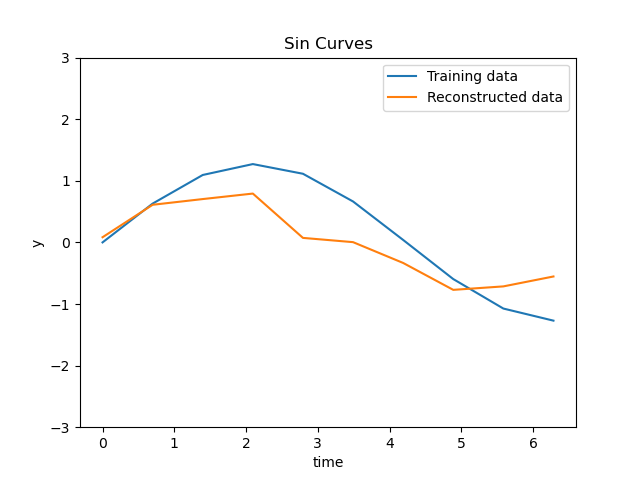 Sin Curves
Training data
Reconstructed data
3
2
1
0
−1
−2
−3
y
0 1 2 3 4 5 6
time